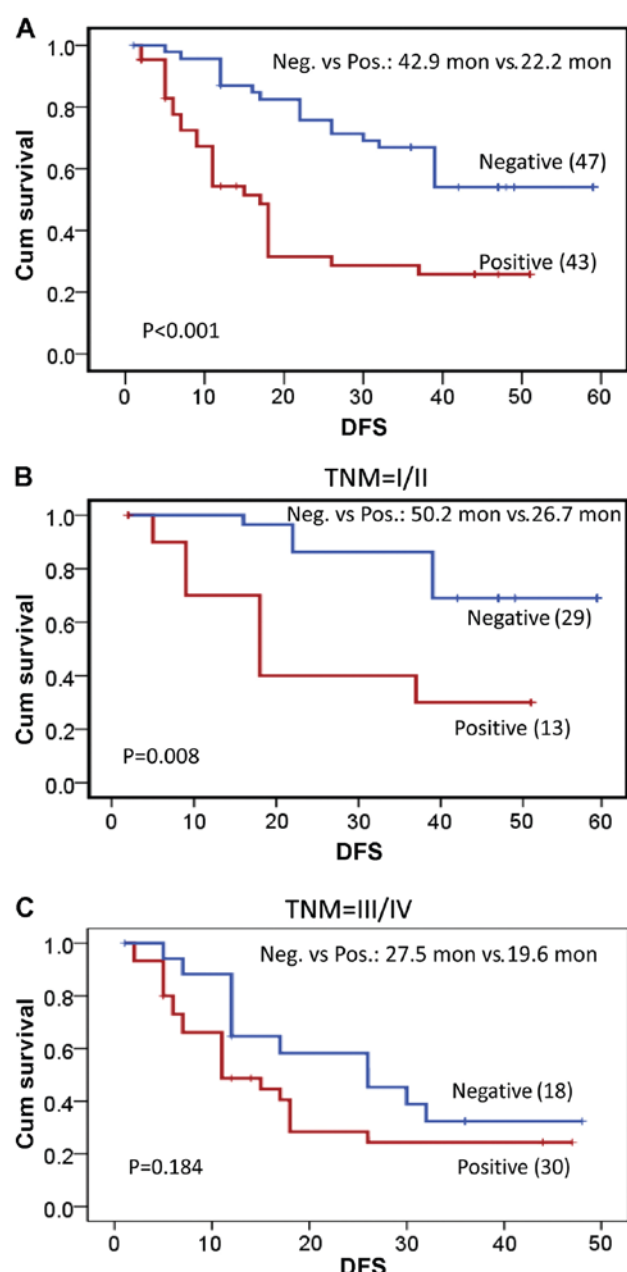 A
Neg. vs Pos.: 42.9 mon vs.22.2 mon
1.0
0.8
0.6
0.4
0.2
0.0
Cum survival
Negative (47)
Positive (43)
P<0.001
0 10 20 30 40 50 60
DFS
B
TNM=I/II
Neg. vs Pos.: 50.2 mon vs.26.7 mon
1.0
0.8
0.6
0.4
0.2
0.0
Cum survival
Negative (29)
Positive (13)
P=0.008
0 10 20 30 40 50 60
DFS
C
TNM=III/IV
Neg. vs Pos.: 27.5 mon vs.19.6 mon
1.0
0.8
0.6
0.4
0.2
0.0
Cum survival
Negative (18)
Positive (30)
P=0.184
0 10 20 30 40 50
DFS